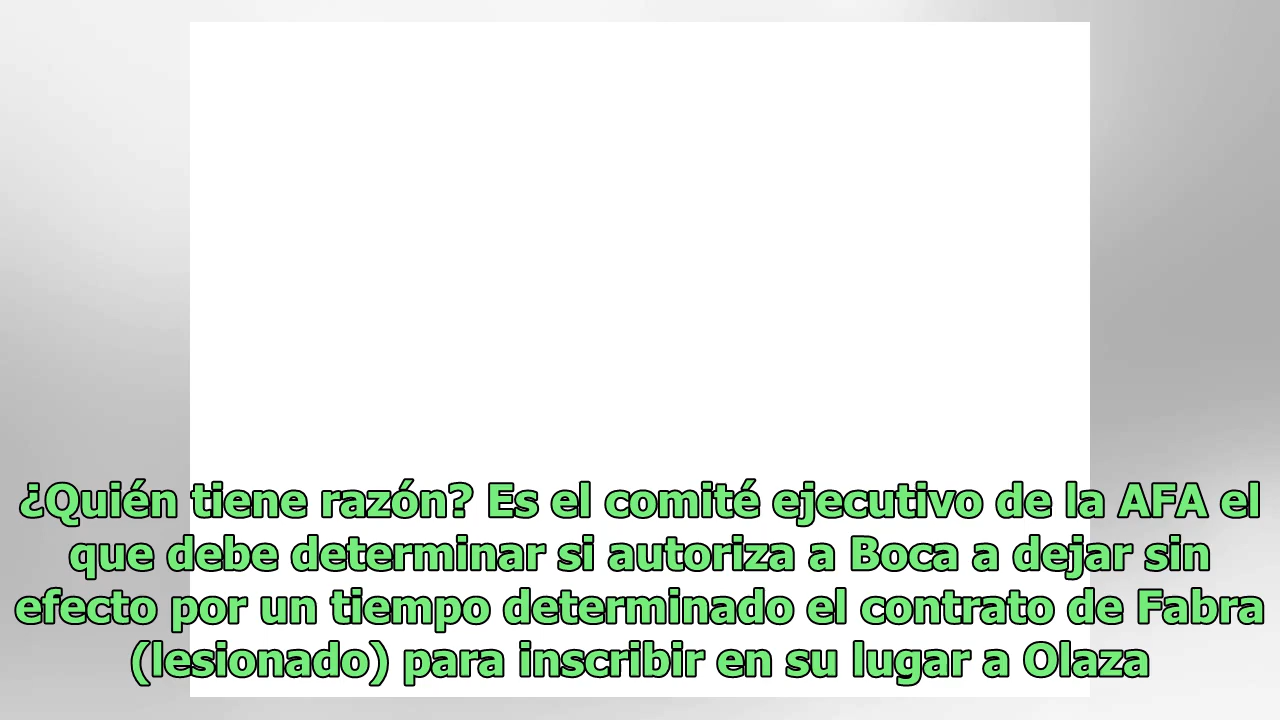 ¿Quién tiene razón? Es el comité ejecutivo de la AFA el
que debe determinar si autoriza a Boca a dejar sin
efecto por un tiempo determinado el contrato de Fabra
(lesionado) para inscribir en su lugar a Olaza